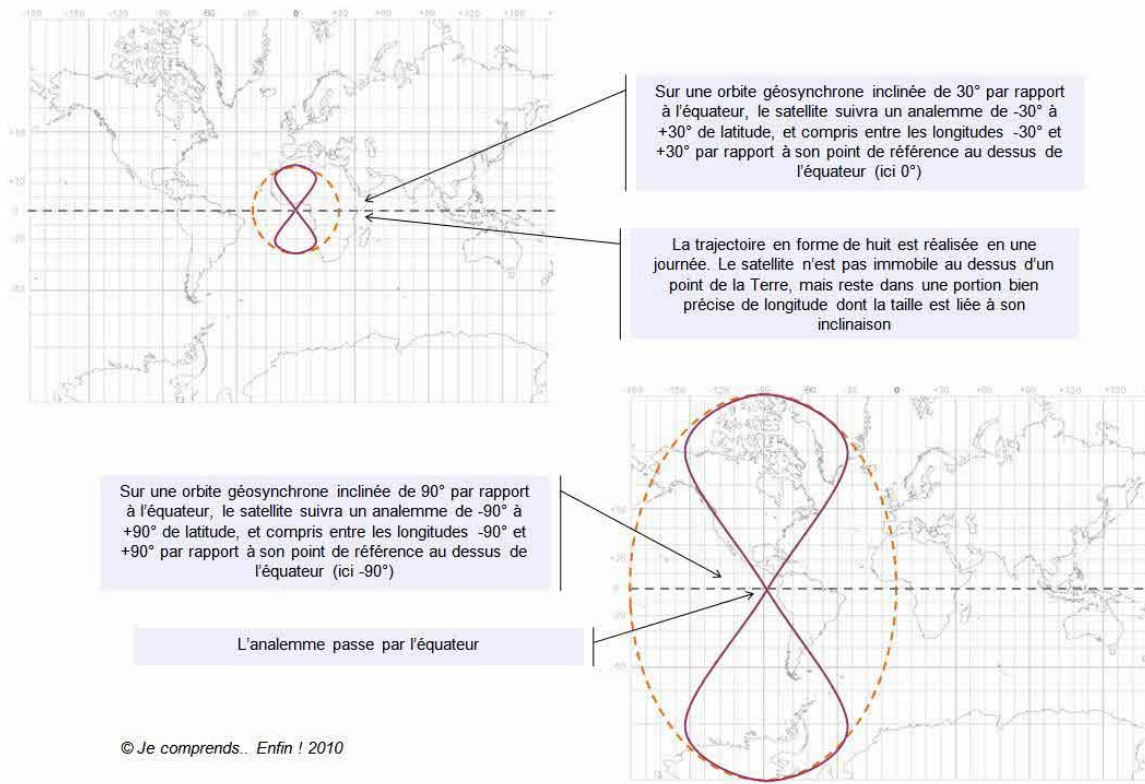 Sur une orbite géosynchrone inclinée de 30° par rapport
à l'équateur, le satellite suivra un analemme de -30° à
+30° de latitude, et compris entre les longitudes -30° et
+30° par rapport à son point de référence au dessus de
l'équateur (ici 0°)
La trajectoire en forme de huit est réalisée en une
journée. Le satellite n'est pas immobile au dessus d'un
point de la Terre, mais reste dans une portion bien
précise de longitude dont la taille est liée à son
inclinaison
Sur une orbite géosynchrone inclinée de 90° par rapport
à l'équateur, le satellite suivra un analemme de -90° à
+90° de latitude, et compris entre les longitudes -90° et
+90° par rapport à son point de référence au dessus de
l'équateur (ici -90°)
L'analemme passe par l'équateur
© Je comprends.. Enfin ! 2010